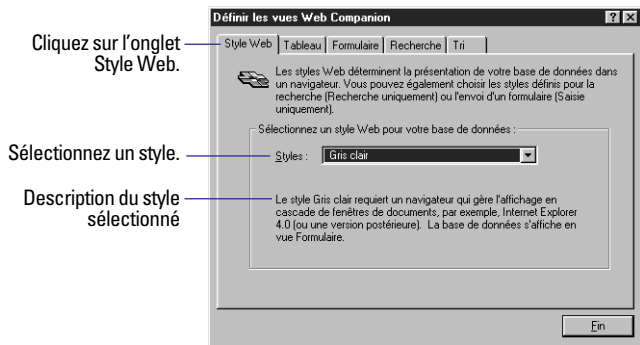 Définir les vues Web Companion
Style Web
Tableau
Formulaire
Recherche
Tri
Cliquez sur l’onglet
Style Web.
Les styles Web déterminent la présentation de votre base de données dans
un navigateur. Vous pouvez également choisir les styles définis pour la
recherche (Recherche uniquement) ou l'envoi d'un formulaire (Saisie
uniquement).
Sélectionnez un style Web pour votre base de données :
Sélectionnez un style.
Styles :
Gris clair
Description du style
sélectionné
Le style Gris clair requiert un navigateur qui gère l'affichage en
cascade de fenêtres de documents, par exemple, Internet Explorer
4.0 (ou une version postérieure). La base de données s'affiche en
vue Formulaire.
Fin